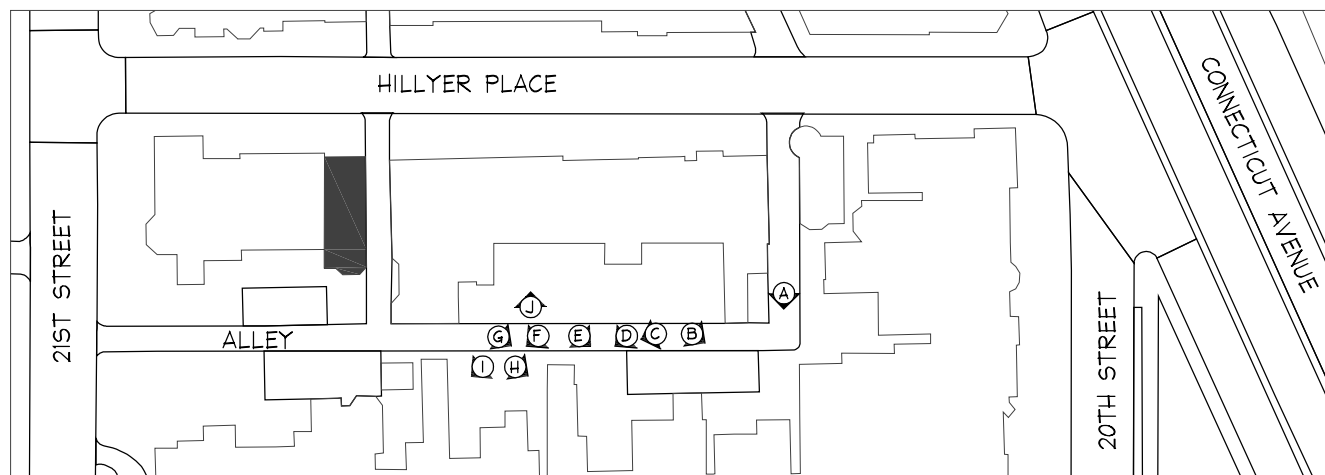 HILLYER PLACE
CONNECTICUT AVENUE
21ST STREET
20TH STREET
ALLEY
A
J
G
F
E
D
C
B
I
H